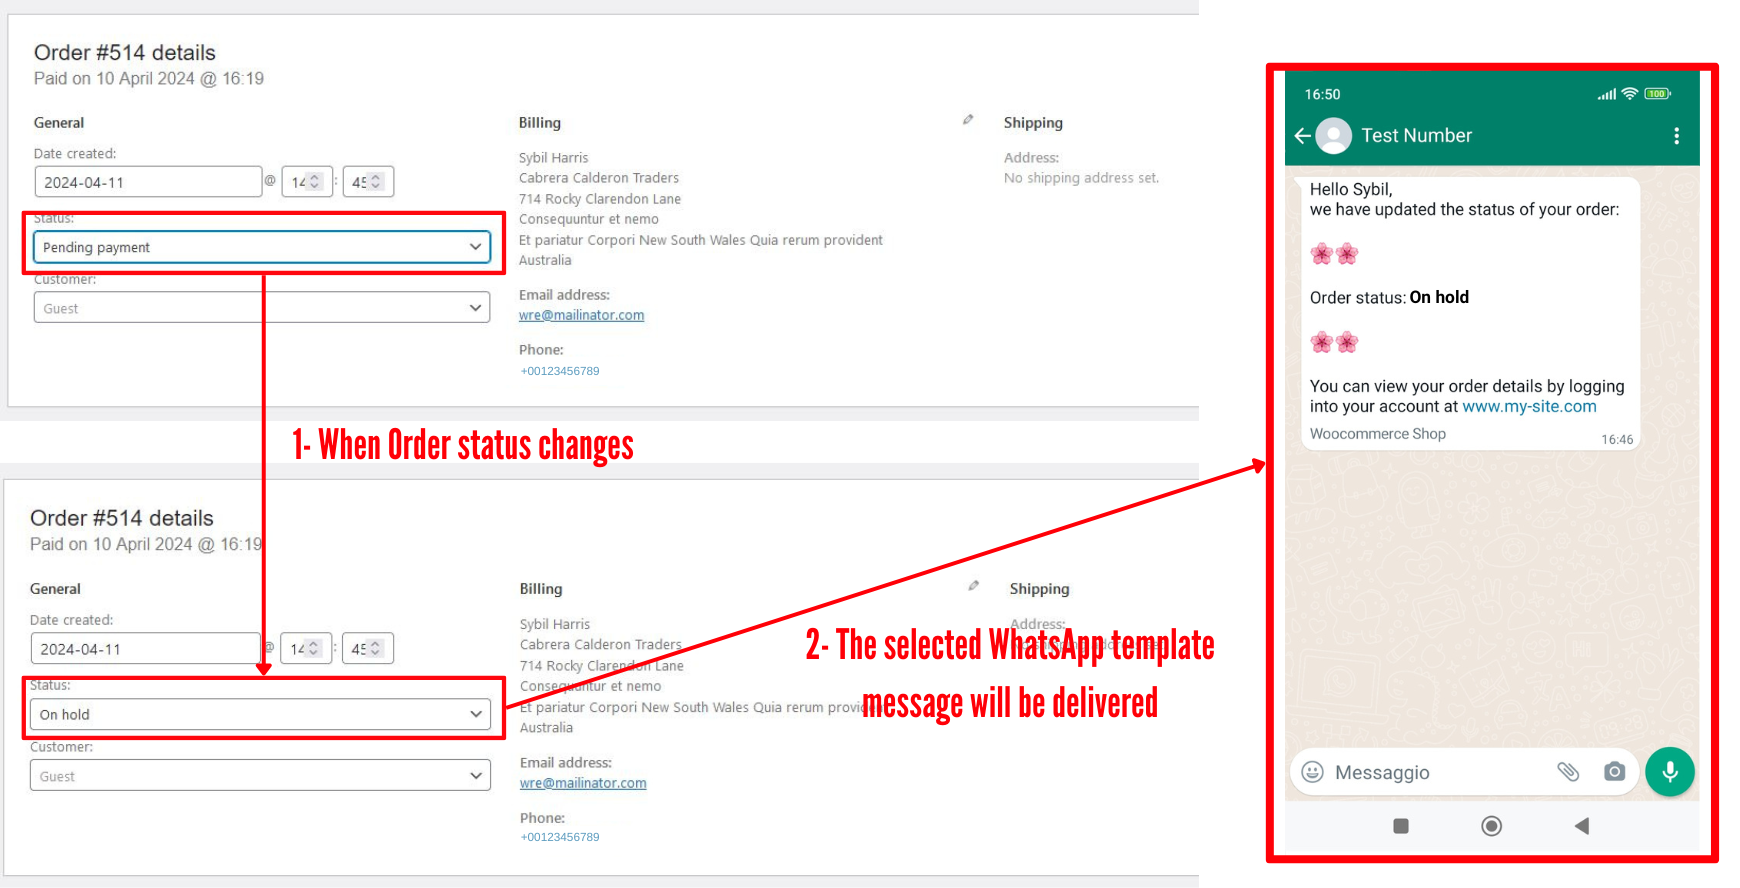 Order #514 details
Paid on 10 April 2024 @ 16:19
General
Date created:
2024-04-11 @ 14 : 45
Status:
Pending payment
Customer:
Guest
Billing
Sybil Harris
Cabrera Calderon Traders
714 Rocky Clarendon Lane
Consequuntur et nemo
Et pariatur Corpori New South Wales Quia rerum provident
Australia
Email address:
wre@mailinator.com
Phone:
+00123456789
Shipping
Address:
No shipping address set.
1- When Order status changes
Order #514 details
Paid on 10 April 2024 @ 16:19
General
Date created:
2024-04-11 @ 14 : 45
Status:
On hold
Customer:
Guest
Billing
Sybil Harris
Cabrera Calderon Traders
714 Rocky Clarendon Lane
Consequuntur et nemo
Et pariatur Corpori New South Wales Quia rerum
Australia
Email address:
wre@mailinator.com
Phone:
+00123456789
Shipping
Address:
2- The selected WhatsApp template
message will be delivered
16:50
100
Test Number
Hello Sybil,
we have updated the status of your order:
🌸🌸
Order status: On hold
🌸🌸
You can view your order details by logging
into your account at www.my-site.com
Woocommerce Shop
16:46
Messaggio